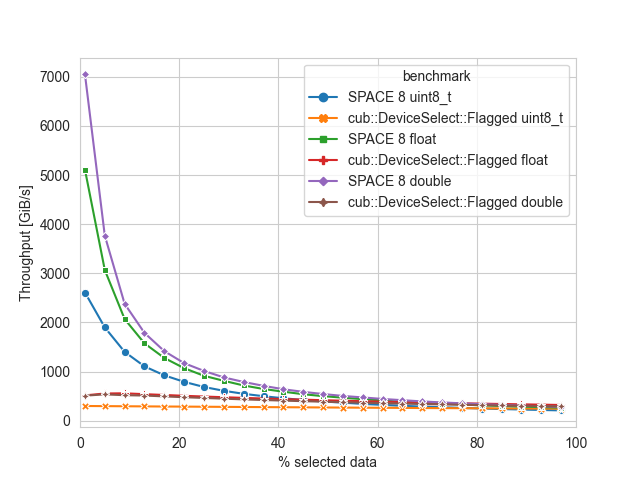 benchmark
SPACE 8 uint8_t
cub::DeviceSelect::Flagged uint8_t
SPACE 8 float
cub::DeviceSelect::Flagged float
SPACE 8 double
cub::DeviceSelect::Flagged double
Throughput [GiB/s]
7000
6000
5000
4000
3000
2000
1000
0
0 20 40 60 80 100
% selected data